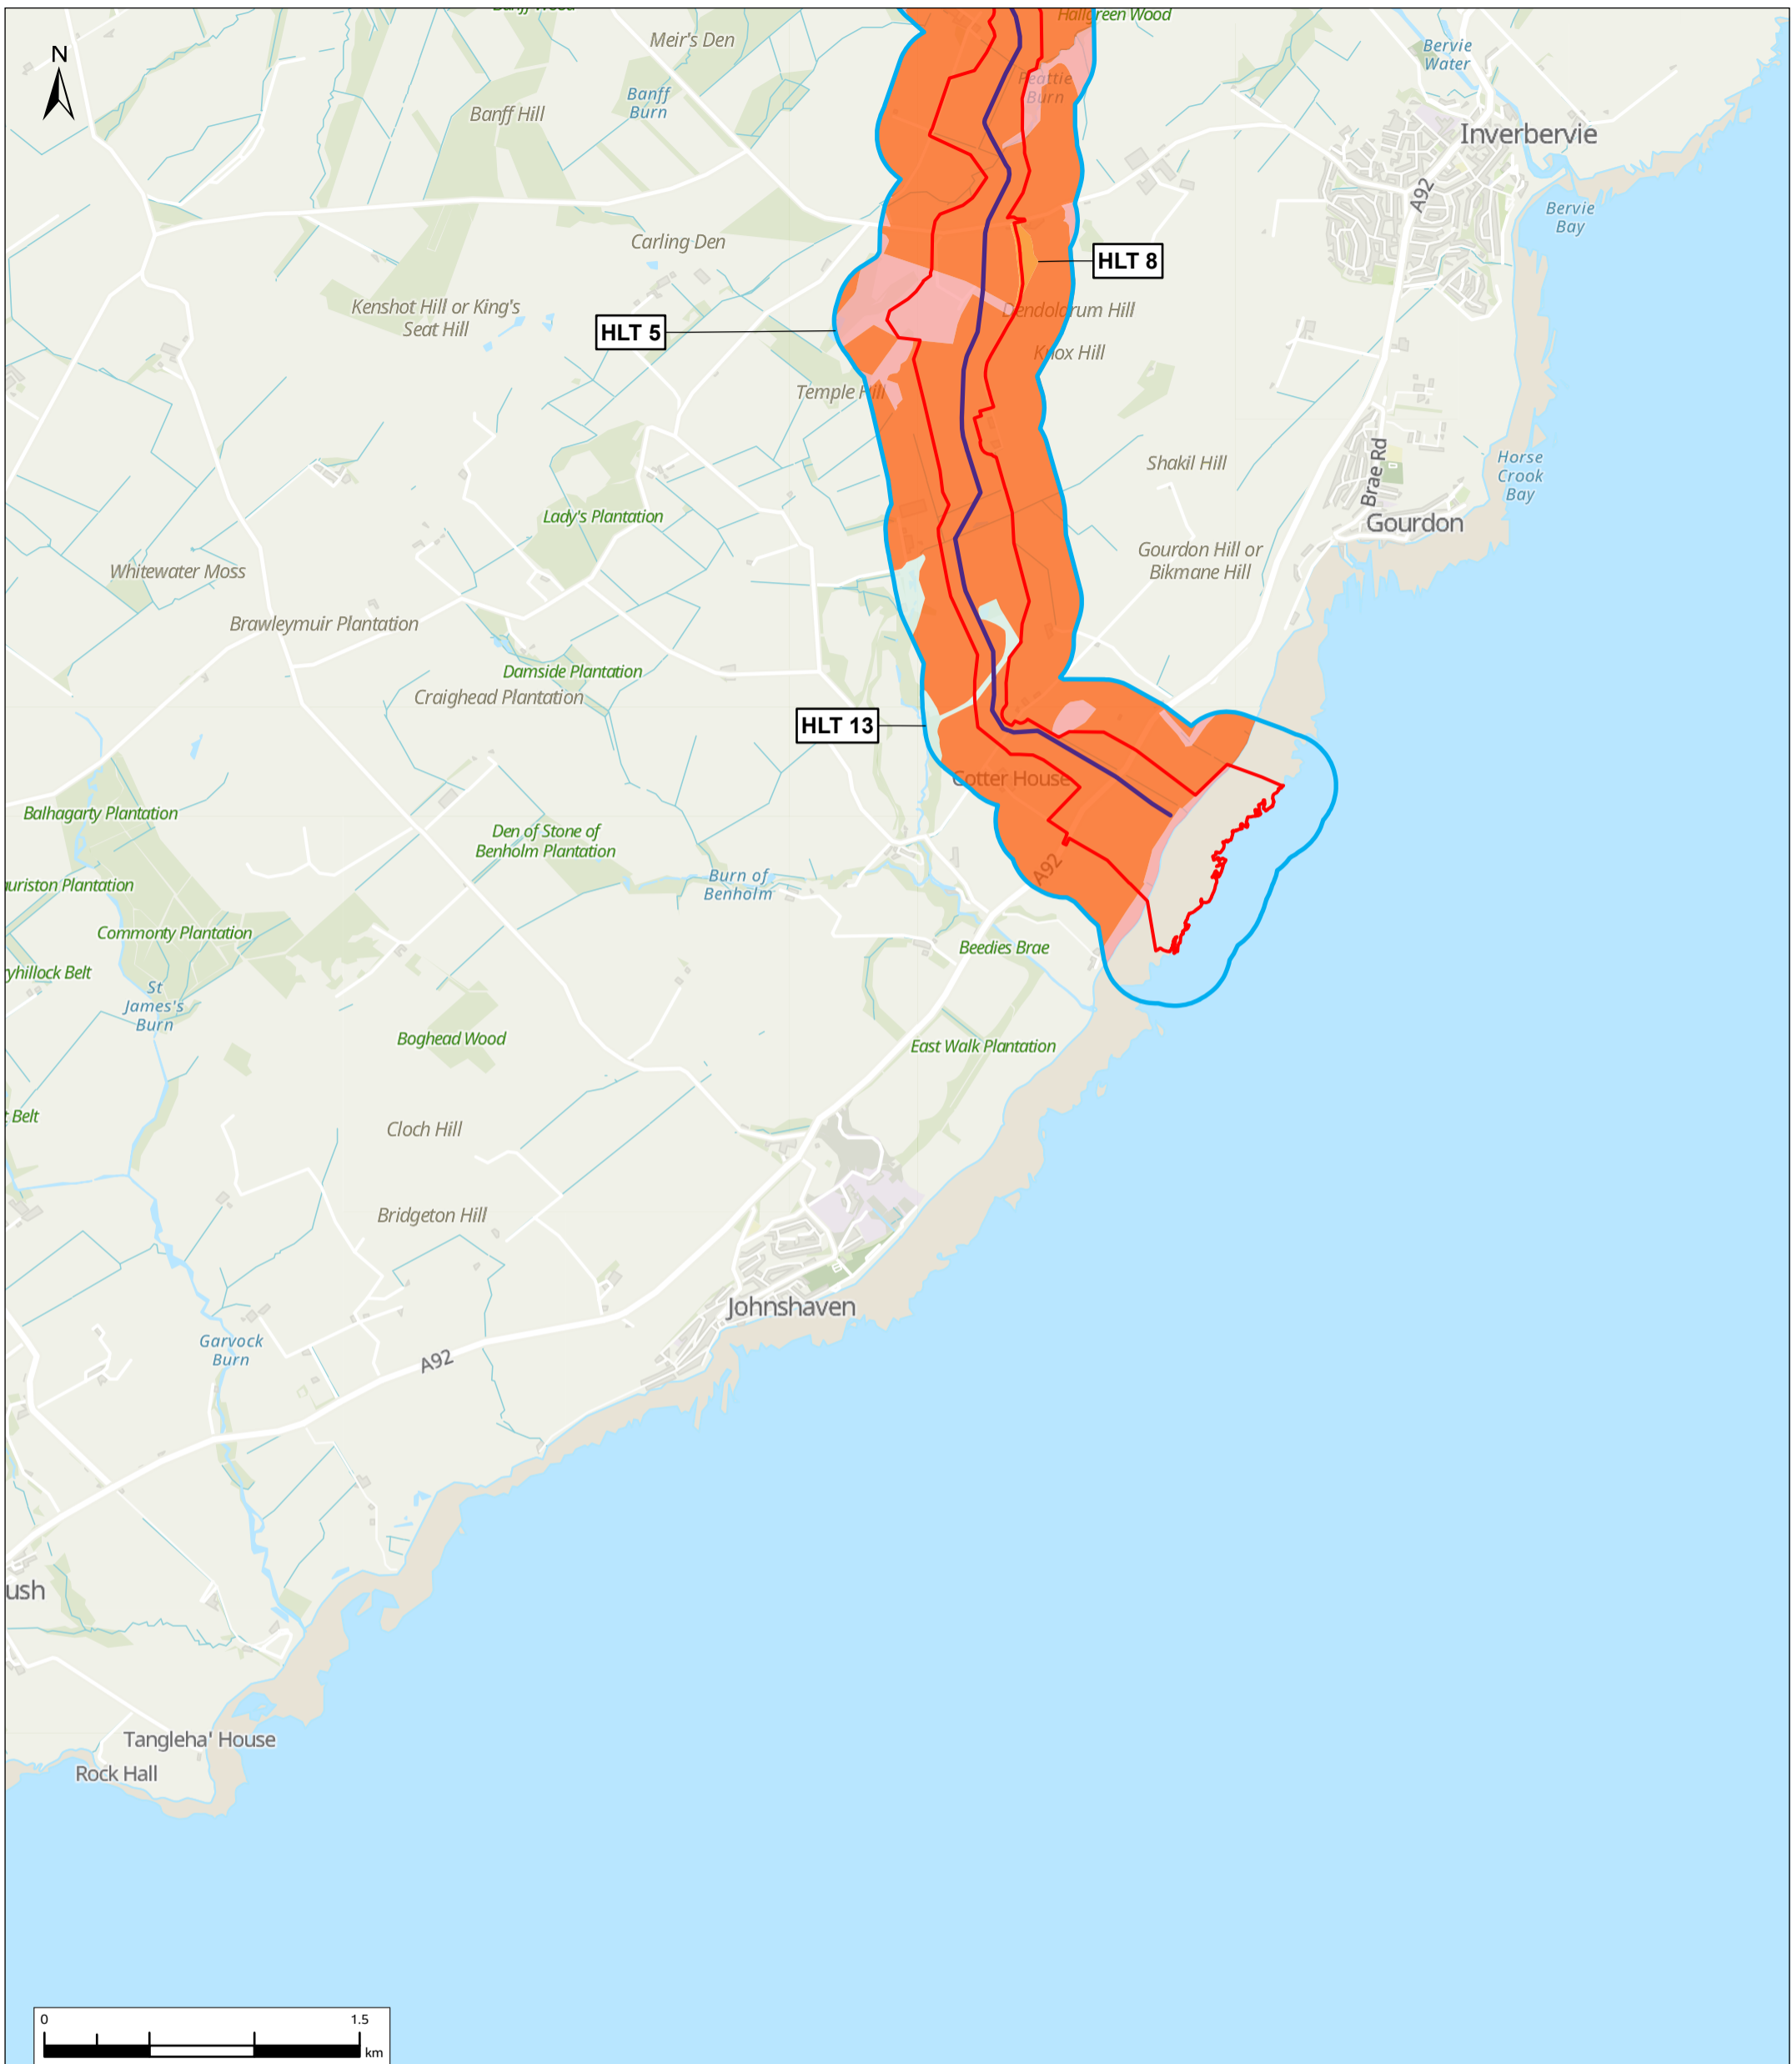 Hallgreen Wood
Meir's Den
N
Bervie
Water
Peattie
Burn
Banff
Burn
Banff Hill
Inverbervie
A92
Bervie
Bay
Carling Den
HLT 8
Kenshot Hill or King's
Seat Hill
Dendoldrum Hill
HLT 5
Knox Hill
Temple Hill
Brae Rd
Shakil Hill
Horse
Crook
Bay
Lady's Plantation
Gourdon
Gourdon Hill or
Bikmane Hill
Whitewater Moss
Brawleymuir Plantation
Damside Plantation
Craighead Plantation
HLT 13
Cotter House
Balhagarty Plantation
Den of Stone of
Benholm Plantation
A92
Burn of
Benholm
auriston Plantation
Commonty Plantation
Beedies Brae
ryhillock Belt
St
James's
Burn
Boghead Wood
East Walk Plantation
t Belt
Cloch Hill
Bridgeton Hill
Johnshaven
Garvock
Burn
A92
ush
Tangleha' House
Rock Hall
0 1.5
km